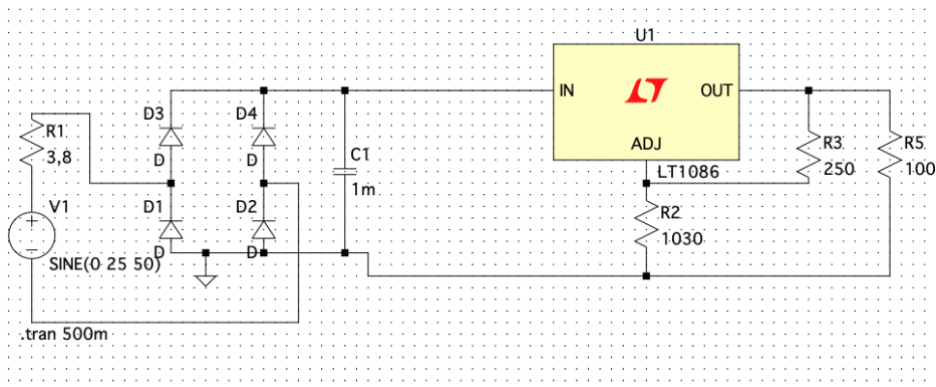 U1
IN
OUT
ADJ
LT1086
D3
D4
D
D
R1
3,8
C1
1m
R3
250
R5
100
V1
D1
D2
R2
1030
D
D
SINE(0 25 50)
.tran 500m